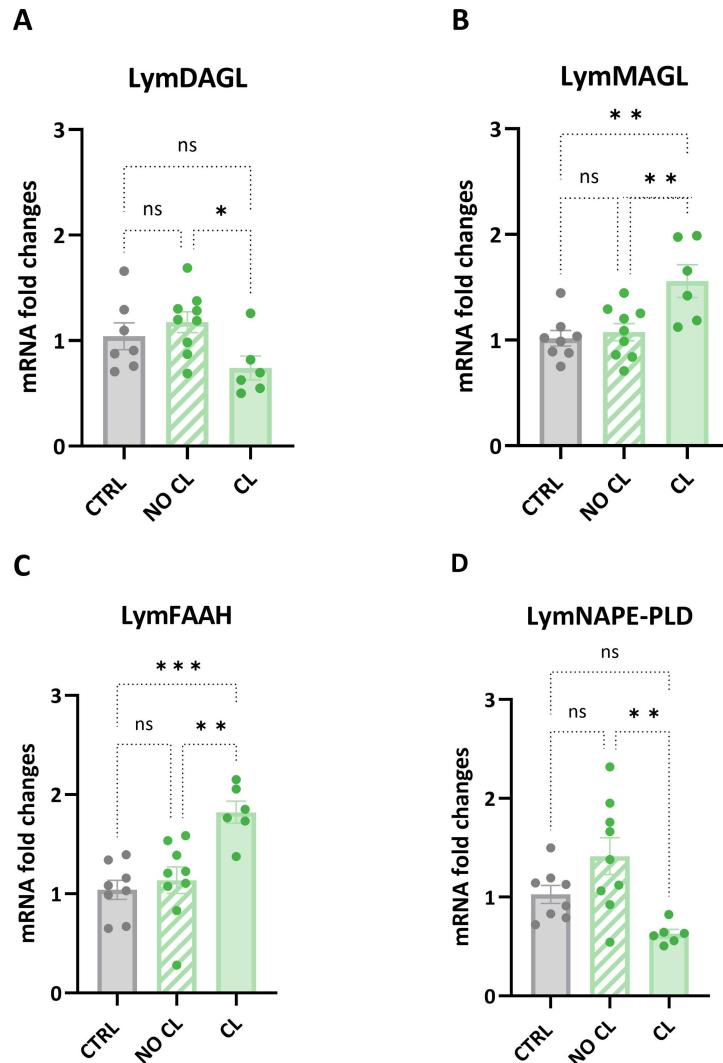 A
LymDAGL
ns
ns
*
mRNA fold changes
3
2
1
0
CTRL
NO CL
CL
B
LymMAGL
* *
ns
* *
mRNA fold changes
3
2
1
0
CTRL
NO CL
CL
C
LymFAAH
* * *
ns
* *
mRNA fold changes
3
2
1
0
CTRL
NO CL
CL
D
LymNAPE-PLD
ns
ns
* *
mRNA fold changes
3
2
1
0
CTRL
NO CL
CL